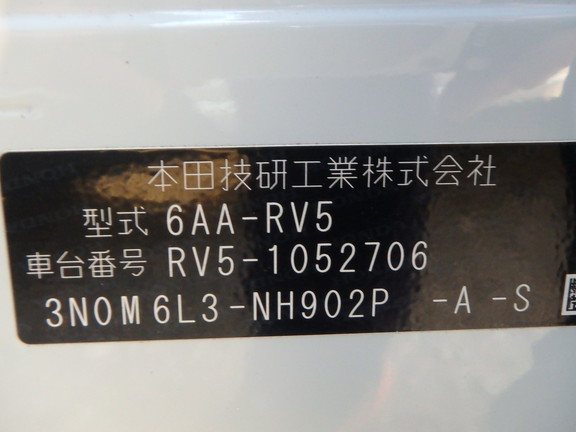 本田技研工業株式会社
型式 6AA-RV5
車台番号 RV5-1052706
3N0M6L3-NH902P -A -S